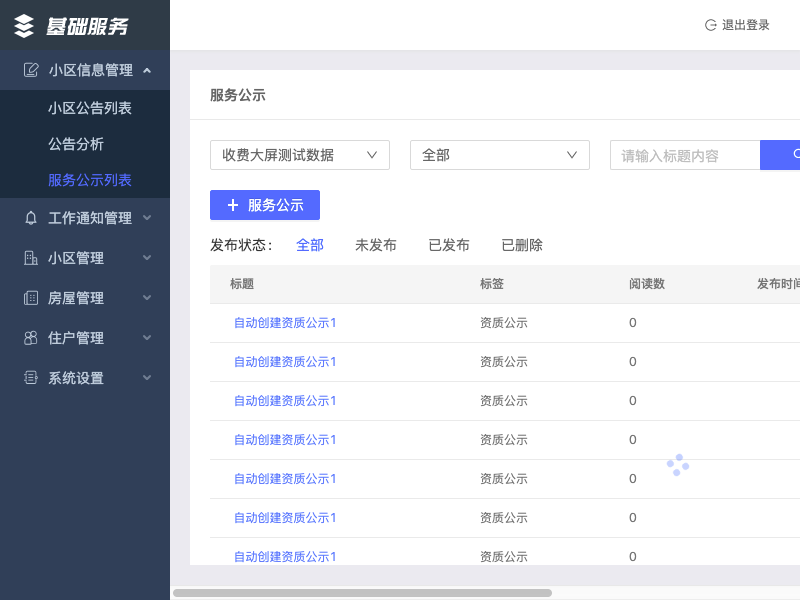 基础服务
退出登录
小区信息管理
小区公告列表
公告分析
服务公示列表
工作通知管理
小区管理
房屋管理
住户管理
系统设置
服务公示
收费大屏测试数据 全部 请输入标题内容
服务公示
发布状态： 全部 未发布 已发布 已删除
标题 标签 阅读数 发布时间
自动创建资质公示1 资质公示 0
自动创建资质公示1 资质公示 0
自动创建资质公示1 资质公示 0
自动创建资质公示1 资质公示 0
自动创建资质公示1 资质公示 0
自动创建资质公示1 资质公示 0
自动创建资质公示1 资质公示 0